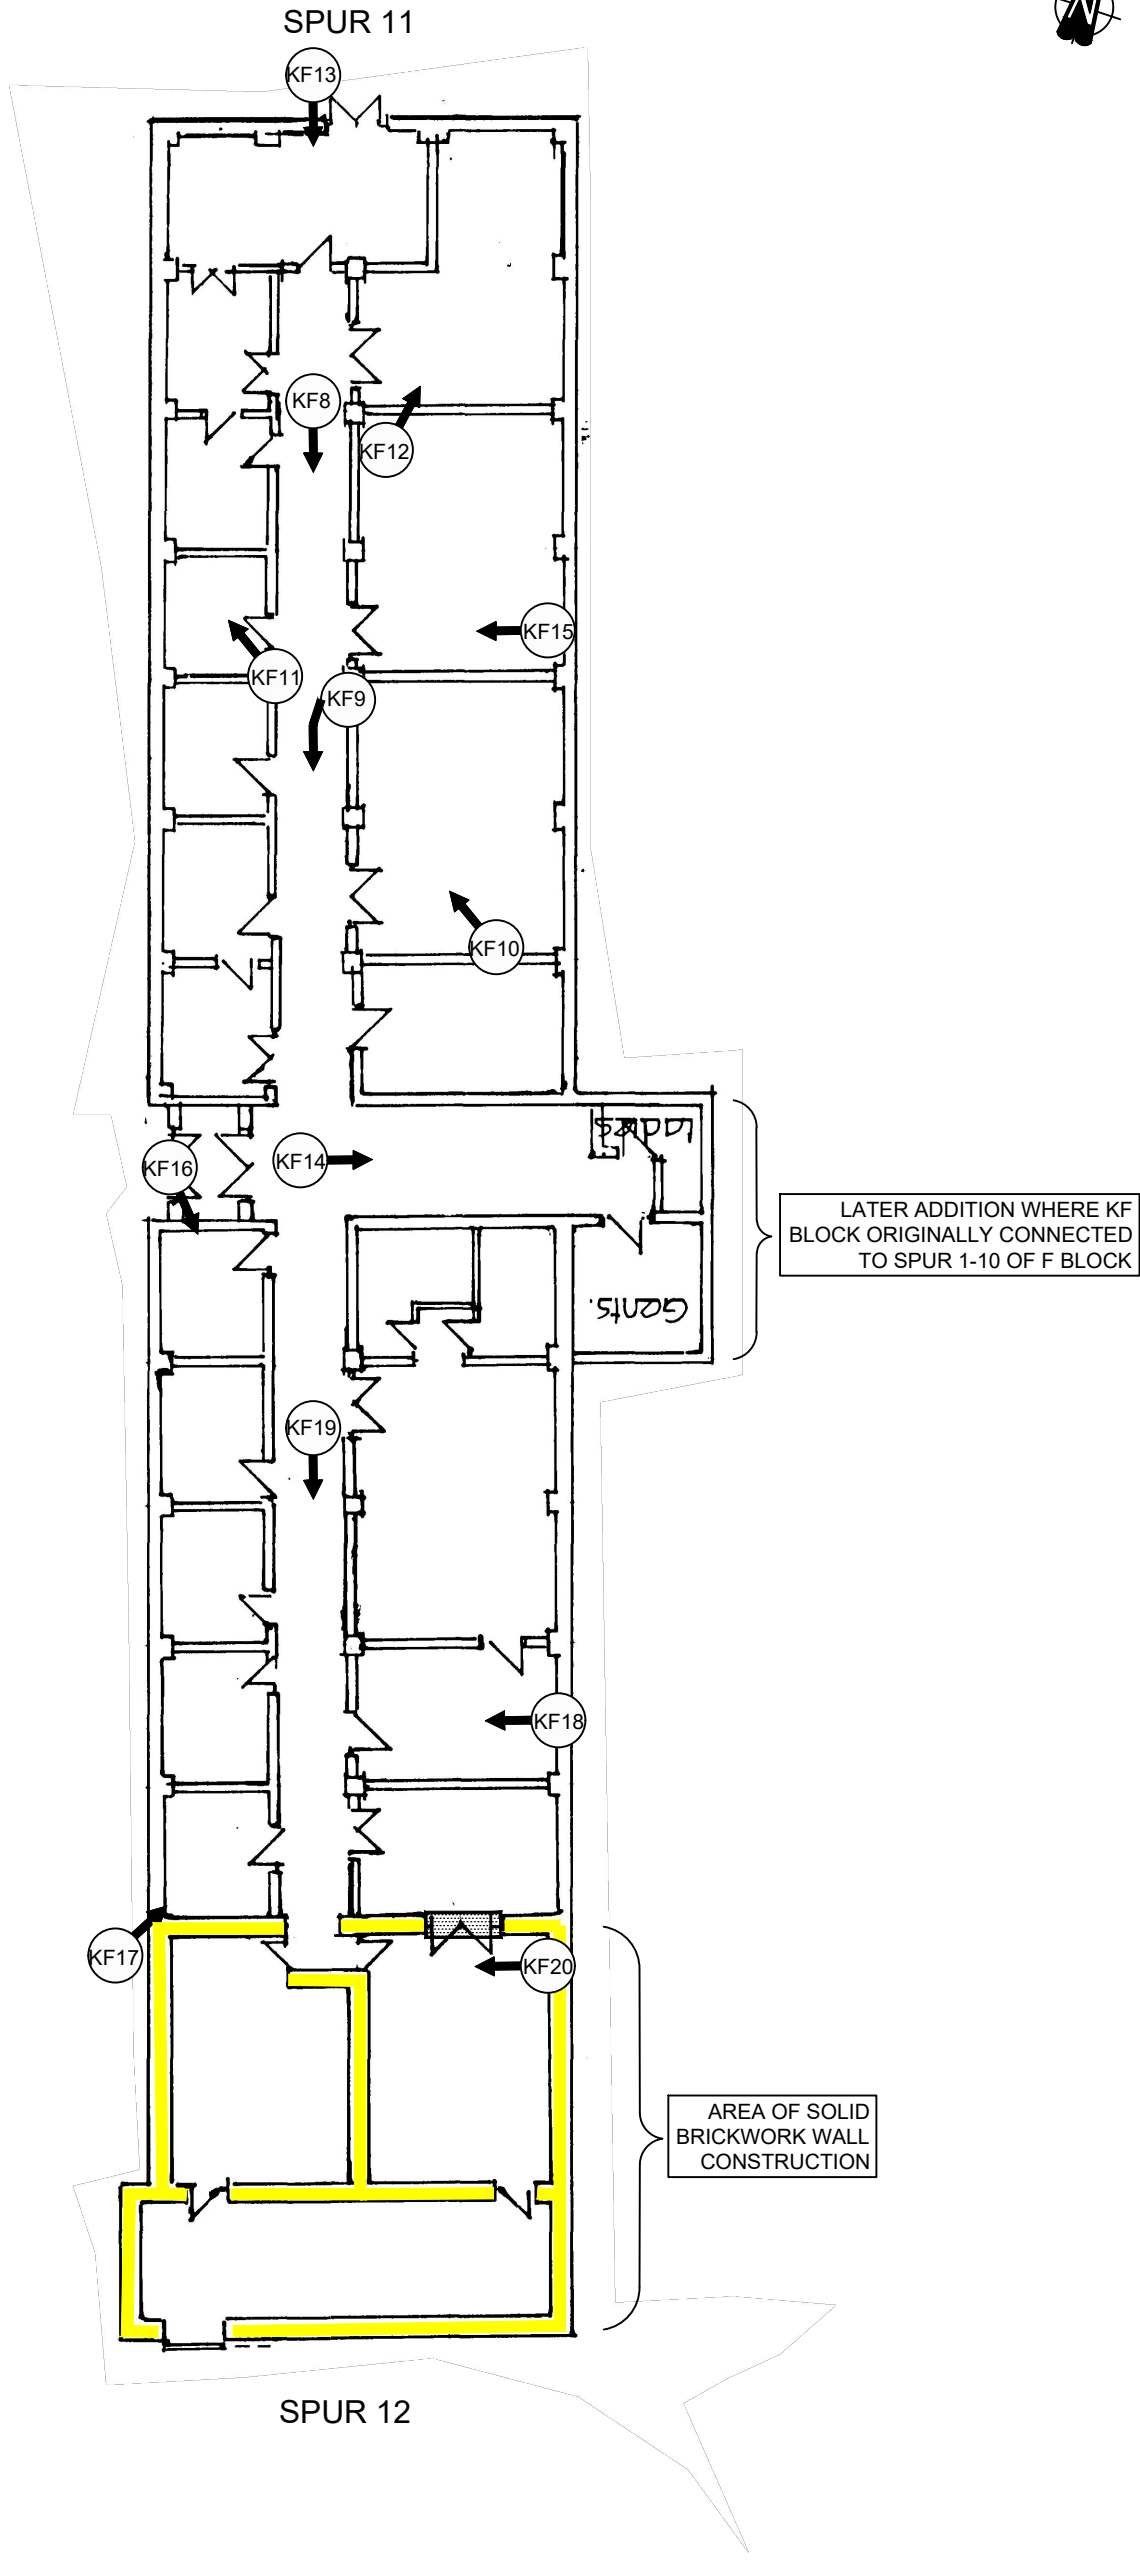 N
SPUR 11
KF13
KF8
KF12
KF15
KF11
KF9
KF10
Ladies
KF16
KF14
LATER ADDITION WHERE KF
BLOCK ORIGINALLY CONNECTED
TO SPUR 1-10 OF F BLOCK
Gents.
KF19
KF18
KF17
KF20
AREA OF SOLID
BRICKWORK WALL
CONSTRUCTION
SPUR 12